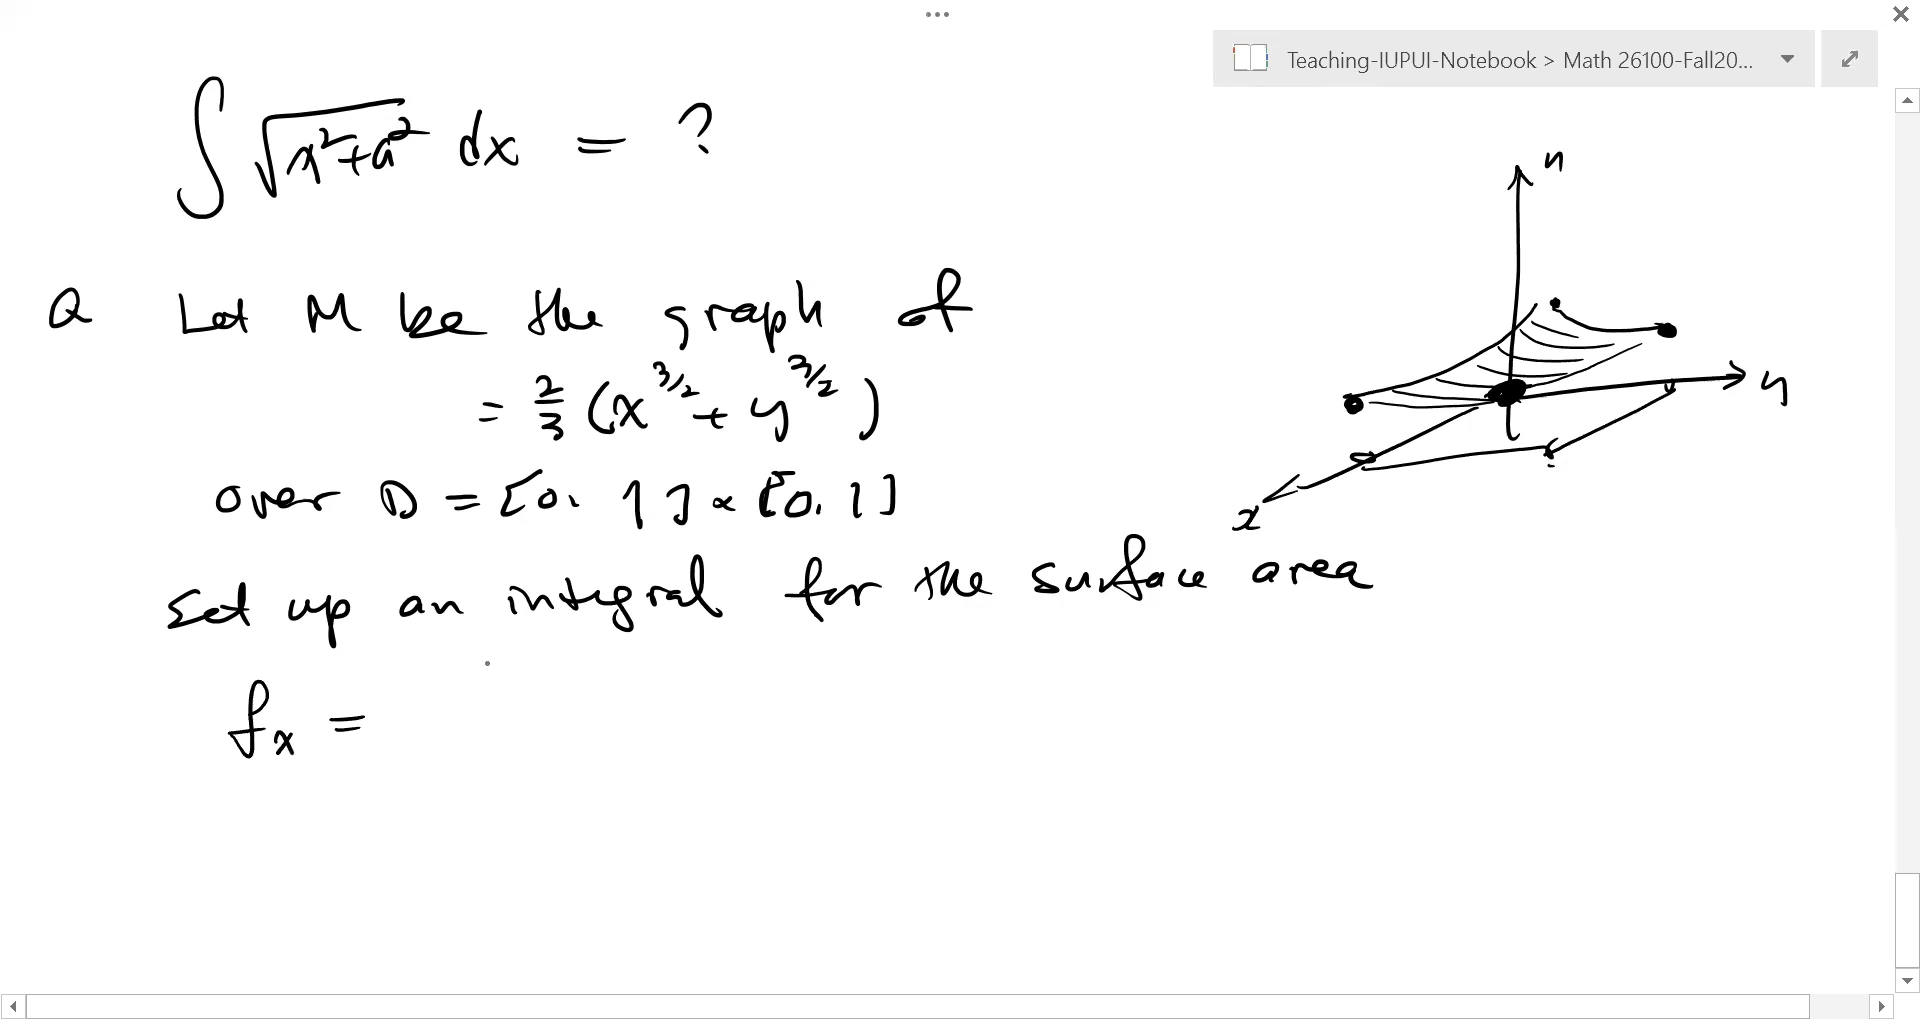 Teaching-IUPUI-Notebook > Math 26100-Fall20...
∫ √x²+a² dx = ?
Q Let M be the graph of
= 2/3 (x^3/2 + y^3/2)
over D = [0, 1] × [0, 1]
Set up an integral for the surface area
f_x =
y
x